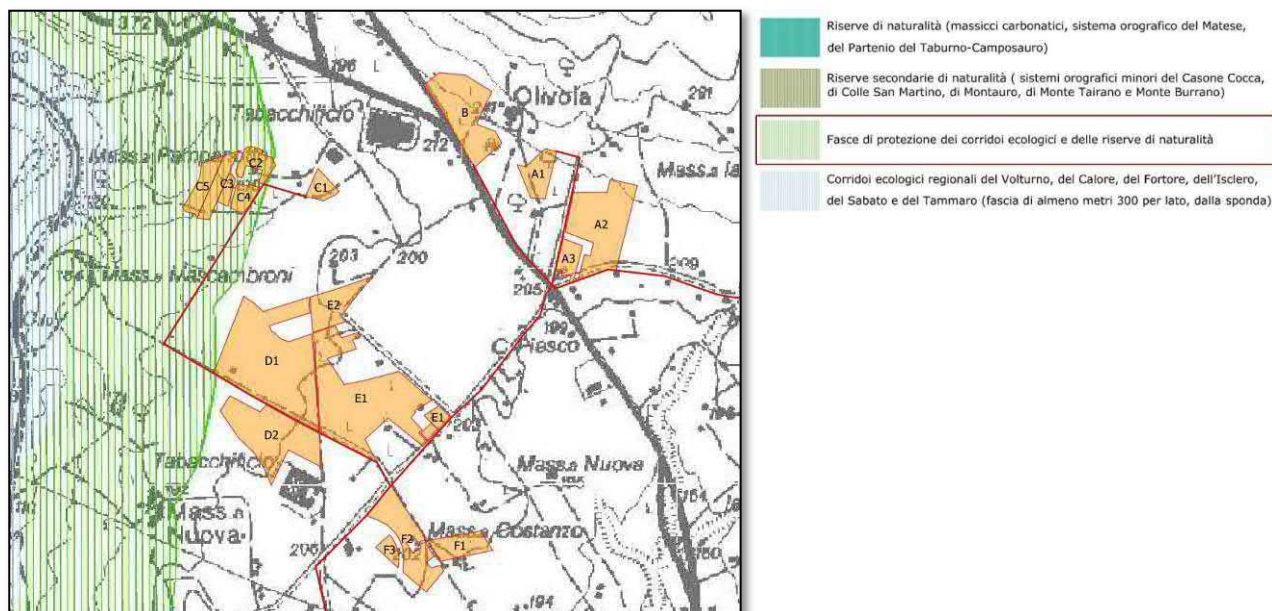 372
196
Tabacchificio
Olivola
212
291
B
A1
A2
A3
C1
C2
C3
C4
C5
203
200
205
209
199
Mass.a Mascambroni
E2
D1
E1
E1
203
D2
Tabacchificio
Mass.a Nuova
Mass.a
Nuova
Mass.a Costanzo
F2
F3
F1
202
206
194
Riserve di naturalità (massicci carbonatici, sistema orografico del Matese,
del Partenio del Taburno-Camposauro)
Riserve secondarie di naturalità ( sistemi orografici minori del Casone Cocca,
di Colle San Martino, di Montauro, di Monte Tairano e Monte Burrano)
Fasce di protezione dei corridoi ecologici e delle riserve di naturalità
Corridoi ecologici regionali del Volturno, del Calore, del Fortore, dell'Isclero,
del Sabato e del Tammaro (fascia di almeno metri 300 per lato, dalla sponda)